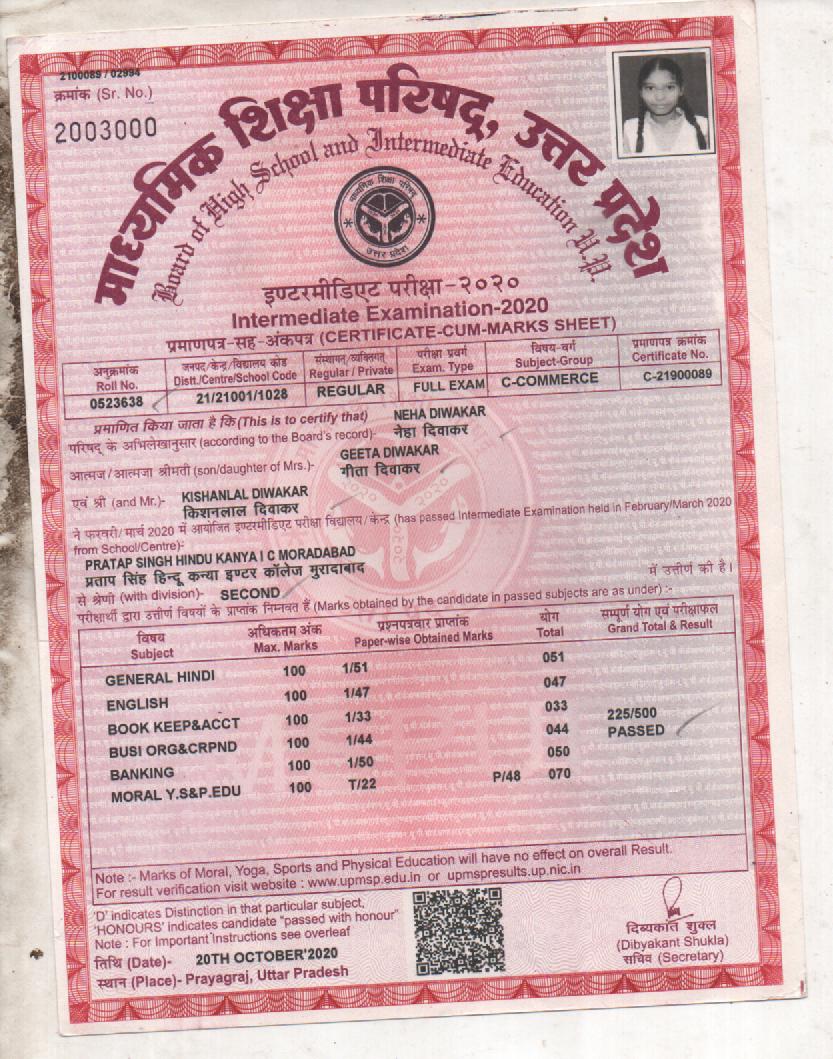 2100089 / 02994
क्रमांक (Sr. No.)
2003000
माध्यमिक शिक्षा परिषद्, उत्तर प्रदेश
Board of High School and Intermediate Education U.P.
माध्यमिक शिक्षा परिषद्
उत्तर प्रदेश
इण्टरमीडिएट परीक्षा-२०२०
Intermediate Examination-2020
प्रमाणपत्र-सह-अंकपत्र (CERTIFICATE-CUM-MARKS SHEET)
अनुक्रमांक जनपद/केन्द्र/विद्यालय कोड संस्थागत/व्यक्तिगत परीक्षा प्रवर्ग विषय-वर्ग प्रमाणपत्र क्रमांक
Roll No. Distt./Centre/School Code Regular / Private Exam. Type Subject-Group Certificate No.
0523638 21/21001/1028 REGULAR FULL EXAM C-COMMERCE C-21900089
प्रमाणित किया जाता है कि (This is to certify that) NEHA DIWAKAR
परिषद् के अभिलेखानुसार (according to the Board's record)- नेहा दिवाकर
GEETA DIWAKAR
आत्मज/आत्मजा श्रीमती (son/daughter of Mrs.)- गीता दिवाकर
एवं श्री (and Mr.)- KISHANLAL DIWAKAR
किशनलाल दिवाकर
ने फरवरी/मार्च 2020 में आयोजित इण्टरमीडिएट परीक्षा विद्यालय/केन्द्र (has passed Intermediate Examination held in February/March 2020
from School/Centre)-
PRATAP SINGH HINDU KANYA I C MORADABAD
प्रताप सिंह हिन्दू कन्या इण्टर कॉलेज मुरादाबाद
से श्रेणी (with division)- SECOND में उत्तीर्ण की है।
परीक्षार्थी द्वारा उत्तीर्ण विषयों के प्राप्तांक निम्नवत हैं (Marks obtained by the candidate in passed subjects are as under) :-
विषय अधिकतम अंक प्रश्नपत्रवार प्राप्तांक योग सम्पूर्ण योग एवं परीक्षाफल
Subject Max. Marks Paper-wise Obtained Marks Total Grand Total & Result
GENERAL HINDI 100 1/51 051
ENGLISH 100 1/47 047
BOOK KEEP&ACCT 100 1/33 033
BUSI ORG&CRPND 100 1/44 044
BANKING 100 1/50 050
MORAL Y.S&P.EDU 100 T/22 P/48 070
225/500
PASSED
Note :- Marks of Moral, Yoga, Sports and Physical Education will have no effect on overall Result.
For result verification visit website : www.upmsp.edu.in or upmspresults.up.nic.in
'D' indicates Distinction in that particular subject,
'HONOURS' indicates candidate "passed with honour"
Note : For Important Instructions see overleaf
तिथि (Date)- 20TH OCTOBER'2020
स्थान (Place)- Prayagraj, Uttar Pradesh
दिब्यकांत शुक्ल
(Dibyakant Shukla)
सचिव (Secretary)